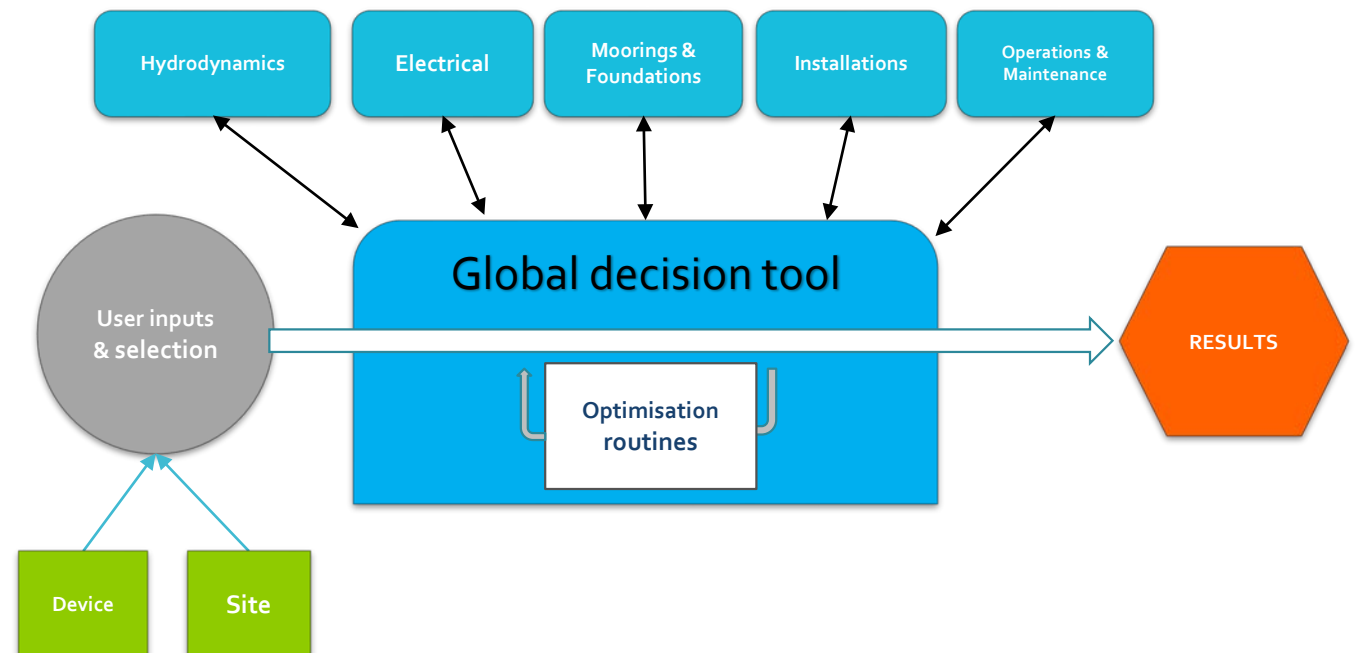 Hydrodynamics
Electrical
Moorings &
Foundations
Installations
Operations &
Maintenance
Global decision tool
User inputs
& selection
RESULTS
Optimisation
routines
Device
Site